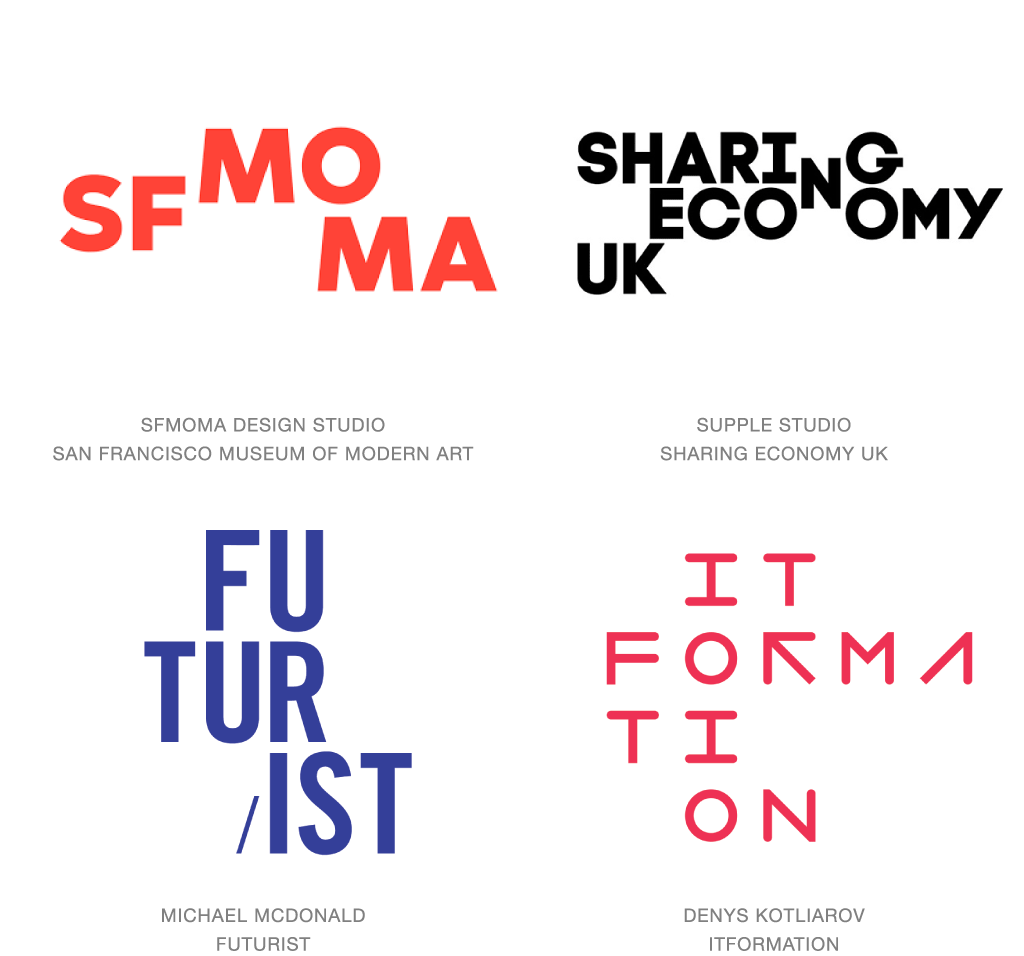 SF
MO
MA
SHARING
ECONOMY
UK
SFMOMA DESIGN STUDIO
SAN FRANCISCO MUSEUM OF MODERN ART
SUPPLE STUDIO
SHARING ECONOMY UK
FU
TUR
/IST
IT
FORMA
TI
ON
MICHAEL MCDONALD
FUTURIST
DENYS KOTLIAROV
ITFORMATION